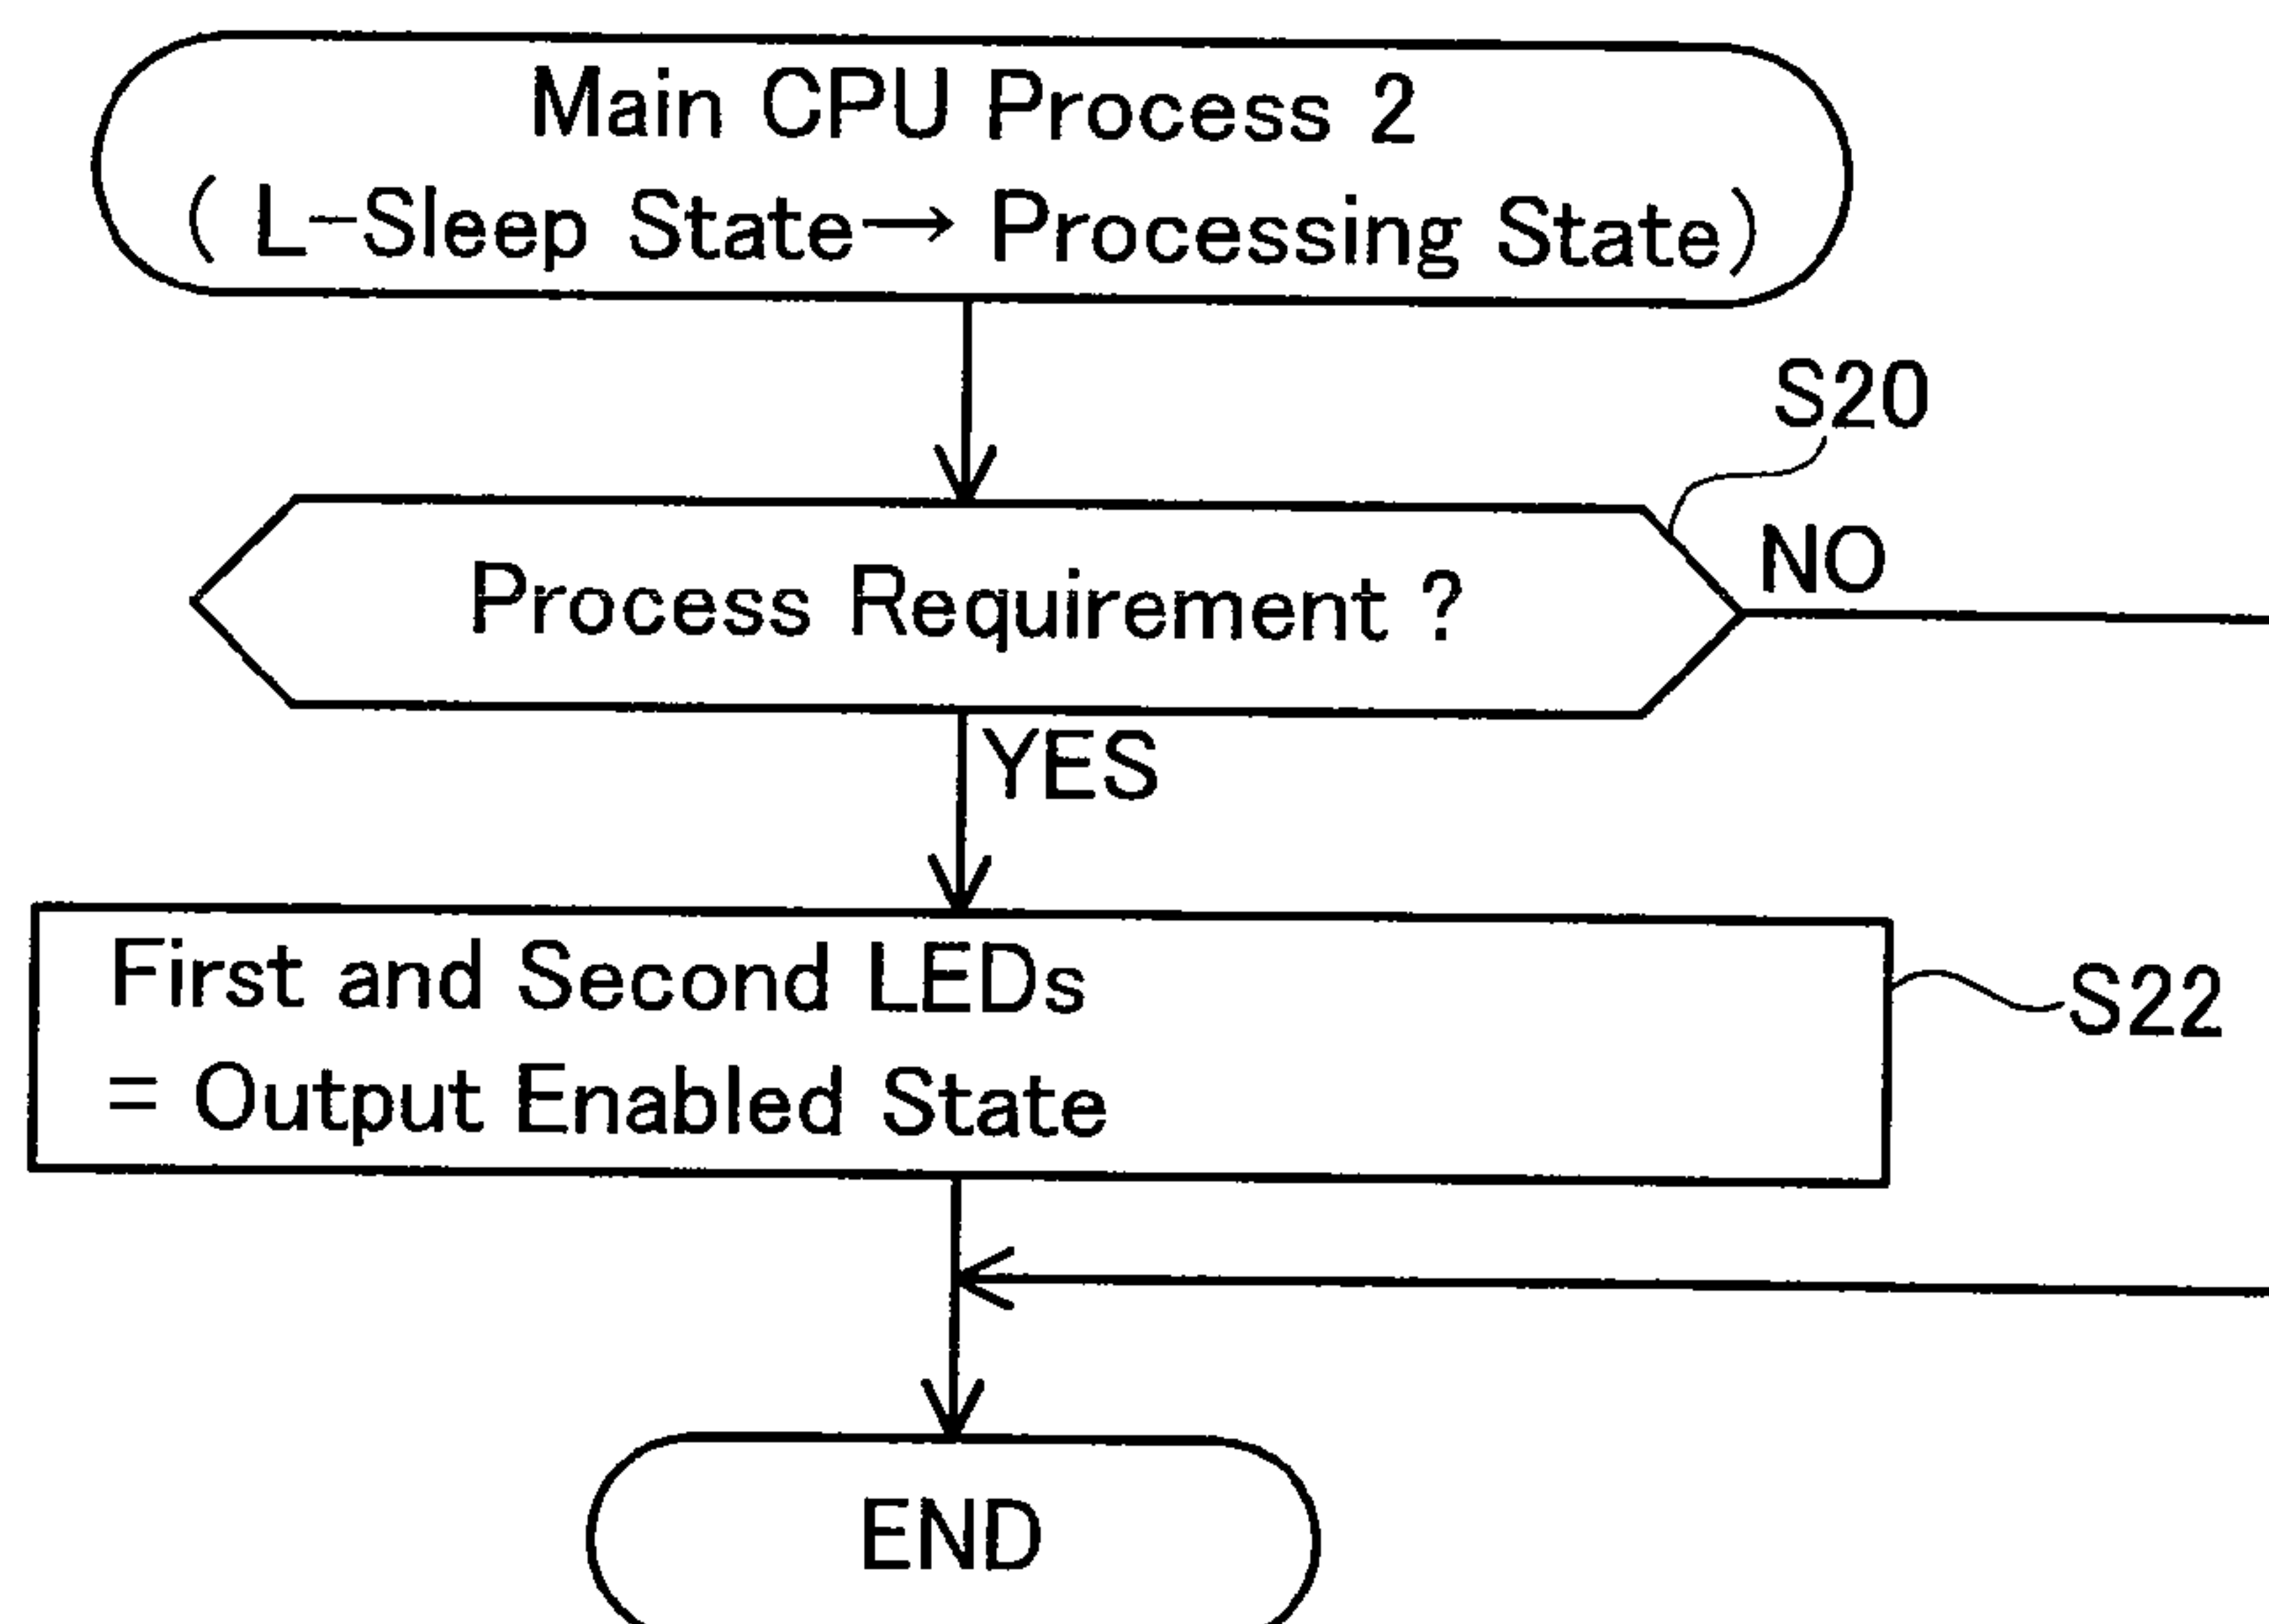 Main CPU Process 2
( L-Sleep State→ Processing State)
S20
NO
Process Requirement ?
YES
First and Second LEDs
= Output Enabled State
S22
END